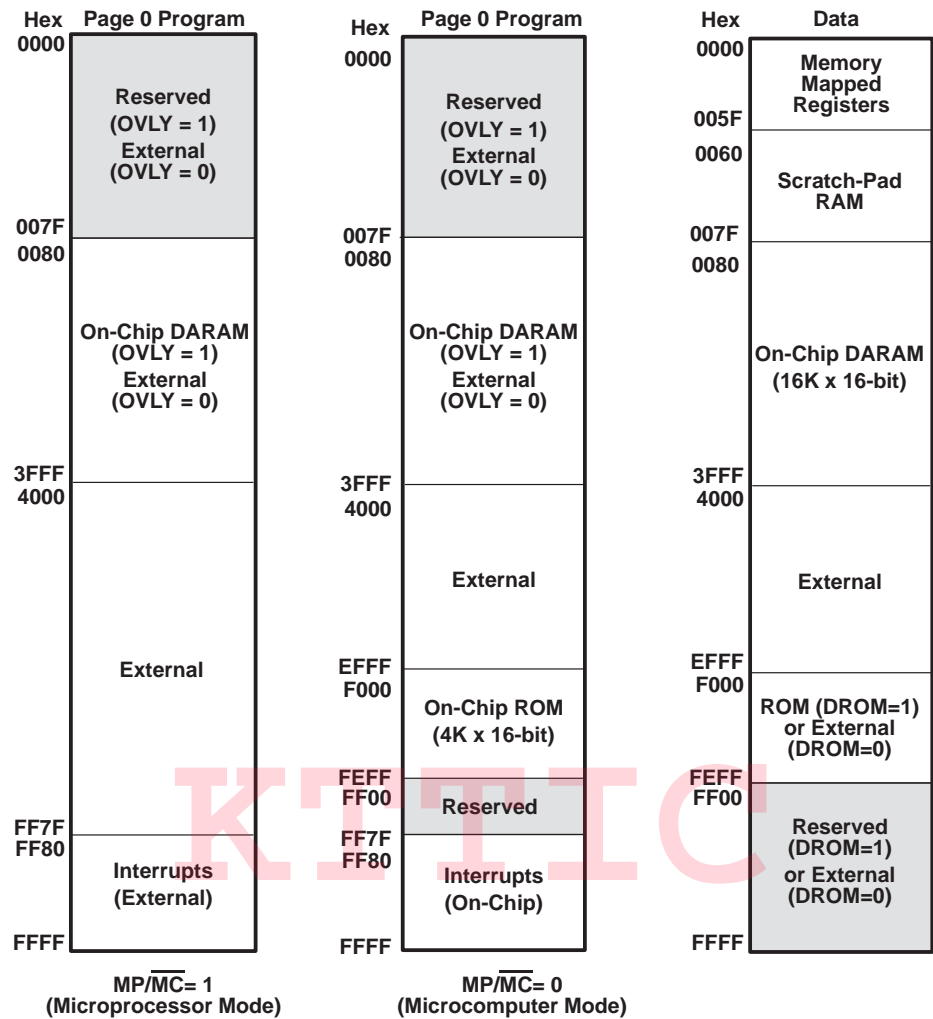 Hex Page 0 Program
0000
Reserved
(OVLY = 1)
External
(OVLY = 0)
007F
0080
On-Chip DARAM
(OVLY = 1)
External
(OVLY = 0)
3FFF
4000
External
FF7F
FF80
Interrupts
(External)
FFFF
MP/M̅C̅= 1
(Microprocessor Mode)
Hex Page 0 Program
0000
Reserved
(OVLY = 1)
External
(OVLY = 0)
007F
0080
On-Chip DARAM
(OVLY = 1)
External
(OVLY = 0)
3FFF
4000
External
EFFF
F000
On-Chip ROM
(4K x 16-bit)
FEFF
FF00
Reserved
FF7F
FF80
Interrupts
(On-Chip)
FFFF
MP/M̅C̅= 0
(Microcomputer Mode)
Hex Data
0000
Memory
Mapped
Registers
005F
0060
Scratch-Pad
RAM
007F
0080
On-Chip DARAM
(16K x 16-bit)
3FFF
4000
External
EFFF
F000
ROM (DROM=1)
or External
(DROM=0)
FEFF
FF00
Reserved
(DROM=1)
or External
(DROM=0)
FFFF
KTTIC